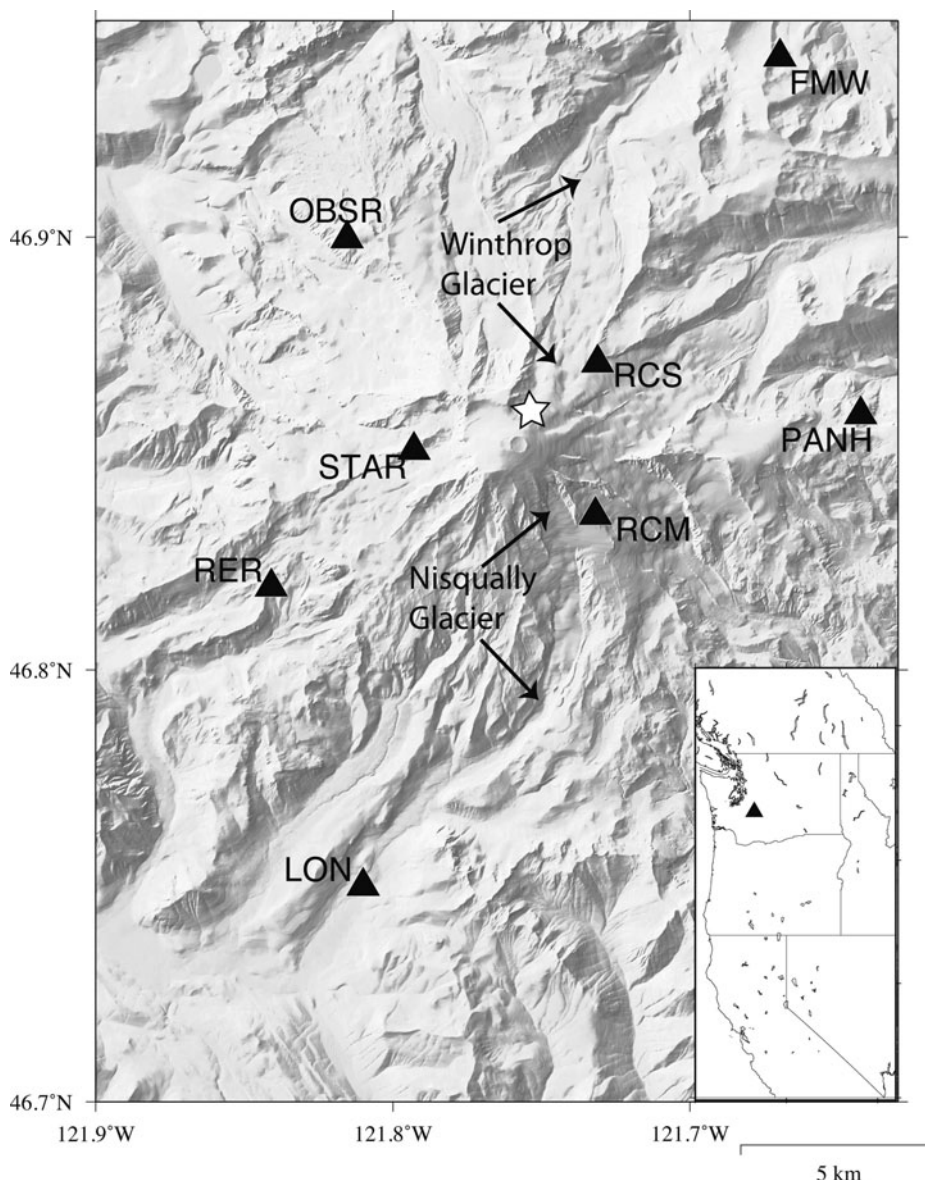 FMW
OBSR
46.9°N
Winthrop
Glacier
RCS
PANH
STAR
RCM
RER
Nisqually
Glacier
46.8°N
LON
46.7°N
121.9°W
121.8°W
121.7°W
5 km